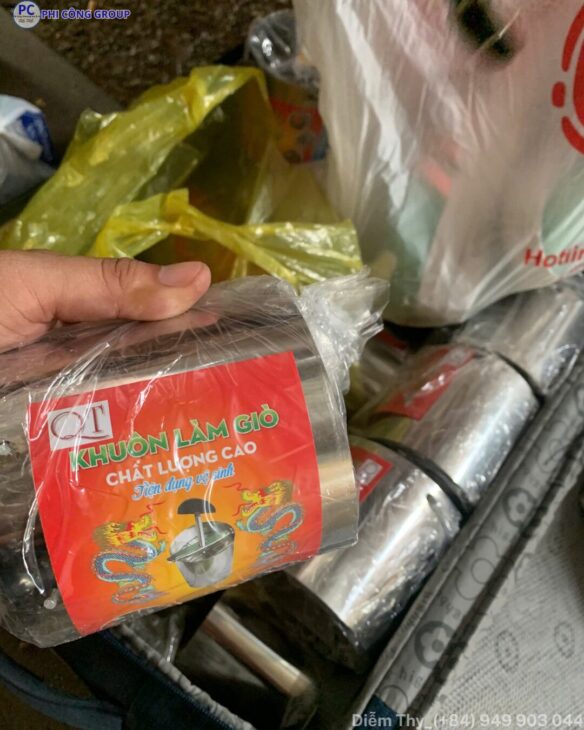 PC
PHI CÔNG GROUP
Hotlin
QT
KHUÔN LÀM GIÒ
CHẤT LƯỢNG CAO
Tiện dụng vệ sinh
Diễm Thy_(+84) 949 903 044